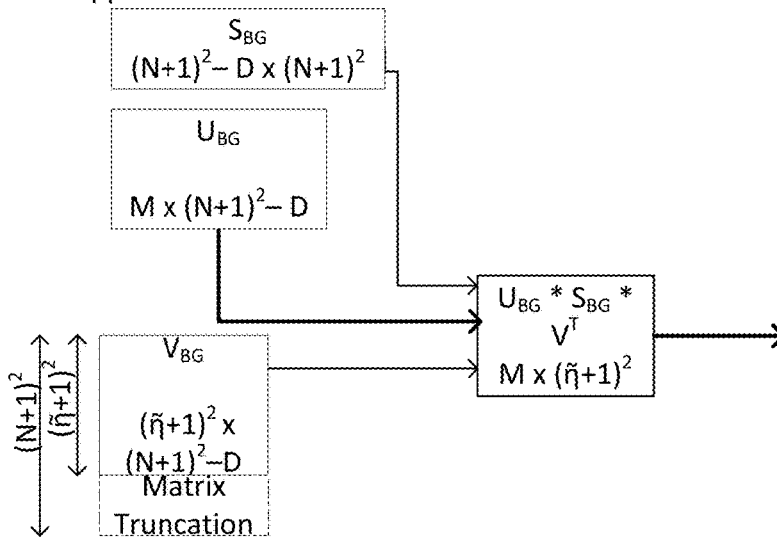 S_BG
(N+1)²– D x (N+1)²
U_BG
M x (N+1)²– D
U_BG * S_BG *
Vᵀ
M x (η̃+1)²
V_BG
(η̃+1)² x
(N+1)²–D
Matrix
Truncation
(N+1)²
(η̃+1)²